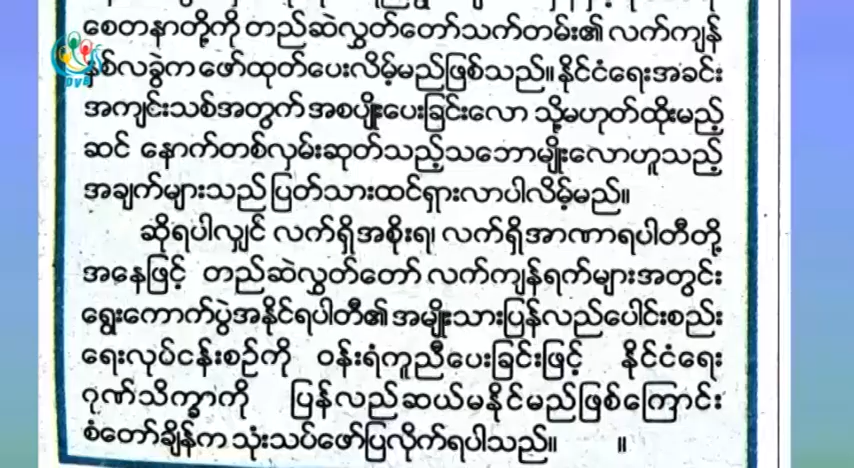 စေတနာတို့ကို တည်ဆဲလွှတ်တော်သက်တမ်း၏ လက်ကျန်
နှစ်လခွဲက ဖော်ထုတ်ပေးလိမ့်မည်ဖြစ်သည်။ နိုင်ငံရေးအခင်း
အကျင်းသစ်အတွက် အစပျိုးပေးခြင်းလော သို့မဟုတ်ထိုးမည့်
ဆင် နောက်တစ်လှမ်းဆုတ်သည့်သဘောမျိုးလောဟူသည့်
အချက်များသည် ပြတ်သားထင်ရှားလာပါလိမ့်မည်။
ဆိုရပါလျှင် လက်ရှိအစိုးရ၊ လက်ရှိအာဏာရပါတီတို့
အနေဖြင့် တည်ဆဲလွှတ်တော် လက်ကျန်ရက်များအတွင်း
ရွေးကောက်ပွဲအနိုင်ရပါတီ၏ အမျိုးသားပြန်လည်ပေါင်းစည်း
ရေးလုပ်ငန်းစဉ်ကို ဝန်းရံကူညီပေးခြင်းဖြင့် နိုင်ငံရေး
ဂုဏ်သိက္ခာကို ပြန်လည်ဆယ်မနိုင်မည်ဖြစ်ကြောင်း
စံတော်ချိန်က သုံးသပ်ဖော်ပြလိုက်ရပါသည်။ ။
DVB